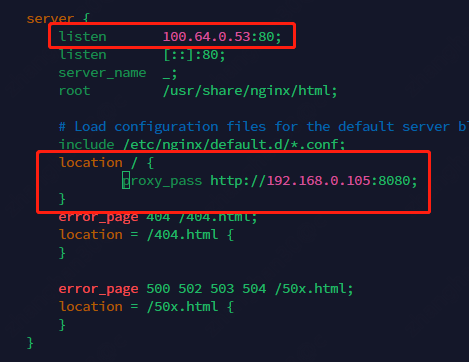 server {
listen 100.64.0.53:80;
listen [::]:80;
server_name _;
root /usr/share/nginx/html;
# Load configuration files for the default server bl
include /etc/nginx/default.d/*.conf;
location / {
proxy_pass http://192.168.0.105:8080;
}
error_page 404 /404.html;
location = /404.html {
}
error_page 500 502 503 504 /50x.html;
location = /50x.html {
}
}